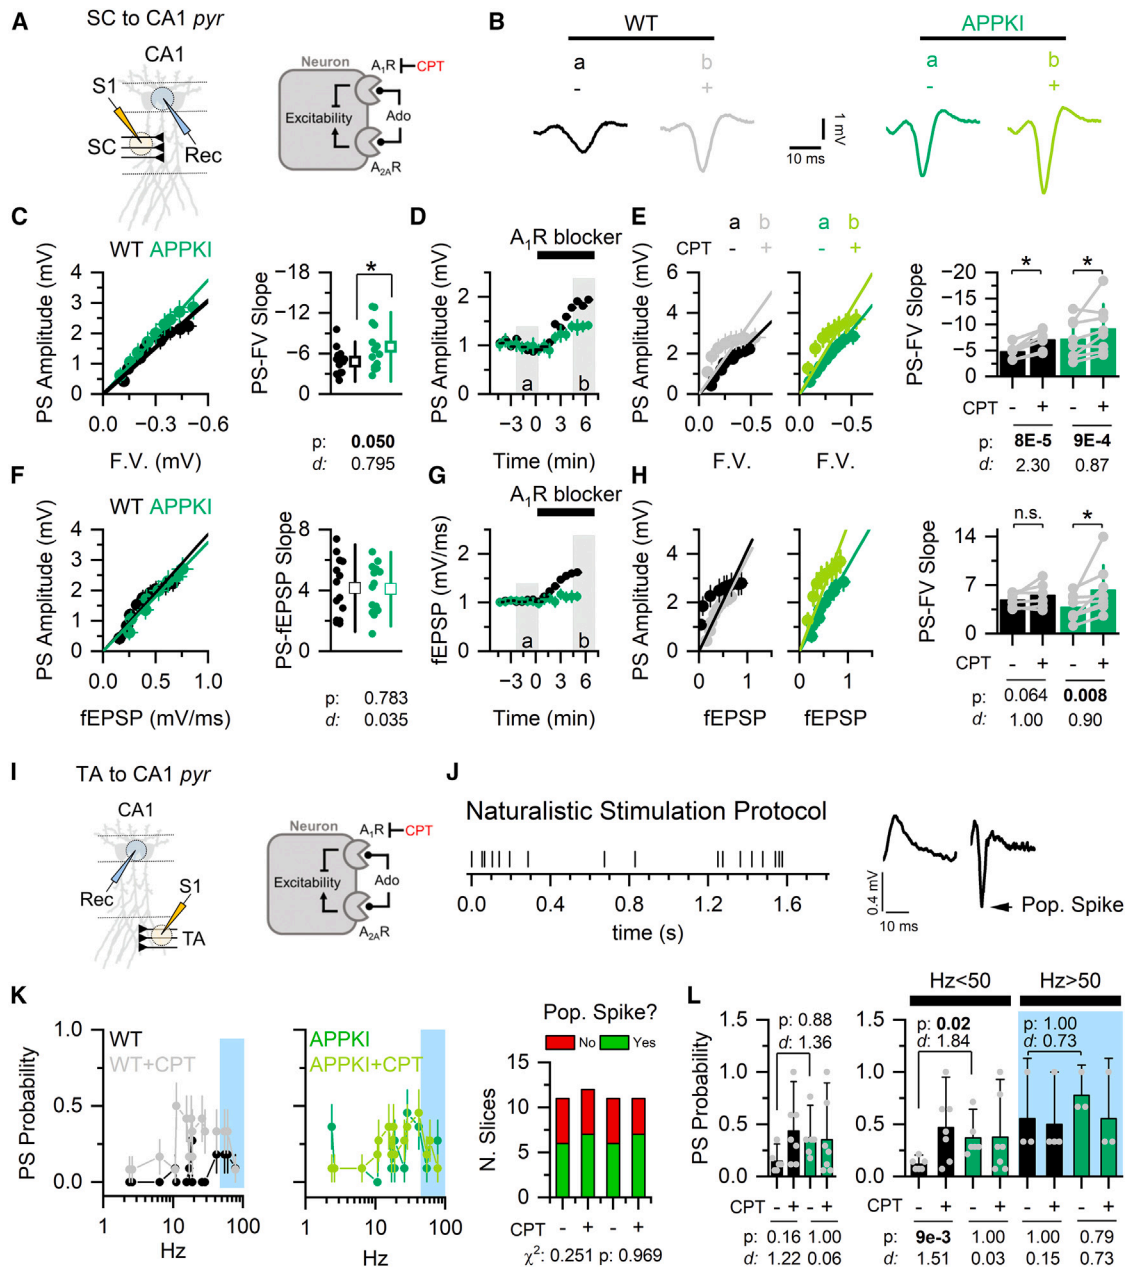 A
SC to CA1 pyr
CA1
S1
SC
Rec
Neuron
A1R
CPT
Excitability
Ado
A2AR
B
WT
APPKI
a
b
a
b
-
+
-
+
1 mV
10 ms
C
WT APPKI
PS Amplitude (mV)
4
3
2
1
0
0.0
−0.3
−0.6
F.V. (mV)
PS-FV Slope
−18
−12
−6
0
*
p: 0.050
d: 0.795
D
A1R blocker
PS Amplitude (mV)
2
1
0
a
b
−3
0
3
6
Time (min)
E
a
b
a
b
CPT
-
+
-
+
PS Amplitude (mV)
6
4
2
0
0.0
−0.5
F.V.
0.0
−0.5
F.V.
PS-FV Slope
−20
−15
−10
−5
0
*
*
CPT - + - +
p: 8E-5 9E-4
d: 2.30 0.87
F
WT APPKI
PS Amplitude (mV)
4
3
2
1
0
0.0
0.5
1.0
fEPSP (mV/ms)
PS-fEPSP Slope
8
4
0
p: 0.783
d: 0.035
G
A1R blocker
fEPSP (mV/ms)
2
1
0
a
b
−3
0
3
6
Time (min)
H
PS Amplitude (mV)
4
2
0
0
1
fEPSP
0
1
fEPSP
PS-FV Slope
14
7
0
n.s.
*
CPT - + - +
p: 0.064 0.008
d: 1.00 0.90
I
TA to CA1 pyr
CA1
Rec
S1
TA
Neuron
A1R
CPT
Excitability
Ado
A2AR
J
Naturalistic Stimulation Protocol
0.0
0.4
0.8
1.2
1.6
time (s)
0.4 mV
10 ms
Pop. Spike
K
PS Probability
1.0
0.5
0.0
WT
WT+CPT
1
10
100
Hz
APPKI
APPKI+CPT
1
10
100
Hz
Pop. Spike?
No
Yes
N. Slices
15
10
5
0
CPT - + - +
χ2: 0.251 p: 0.969
L
PS Probability
1.5
1.0
0.5
0.0
p: 0.88
d: 1.36
CPT - + - +
p: 0.16 1.00
d: 1.22 0.06
Hz<50
Hz>50
1.5
1.0
0.5
0.0
p: 0.02
d: 1.84
p: 1.00
d: 0.73
CPT - + - + - + - +
p: 9e-3 1.00 1.00 0.79
d: 1.51 0.03 0.15 0.73